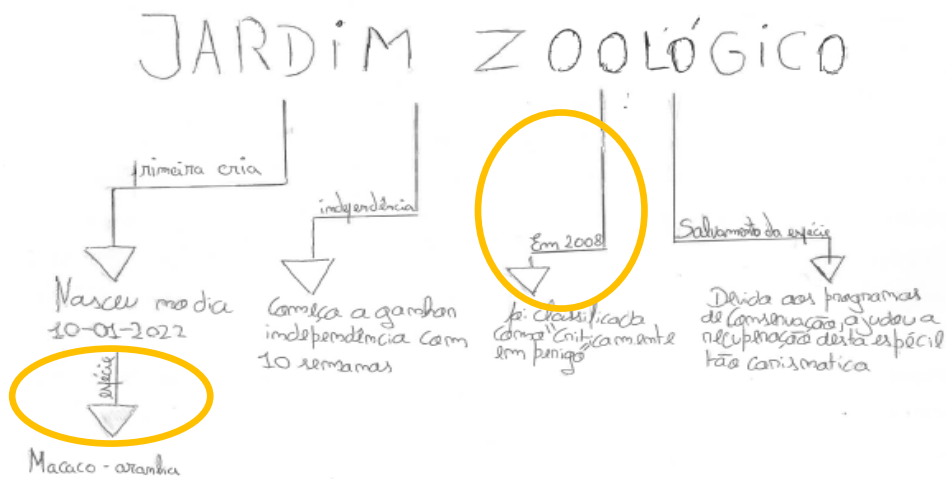 JARDIM ZOOLÓGICO
primeira cria
Nasceu no dia
10-01-2022
espécie
Macaco-aranha
independência
Começa a ganhar
independência com
10 semanas
Em 2008
foi classificada
como "Criticamente
em perigo"
Salvamento da espécie
Devida aos programas
de Conservação, ajudou a
recuperação desta espécie
tão carismatica